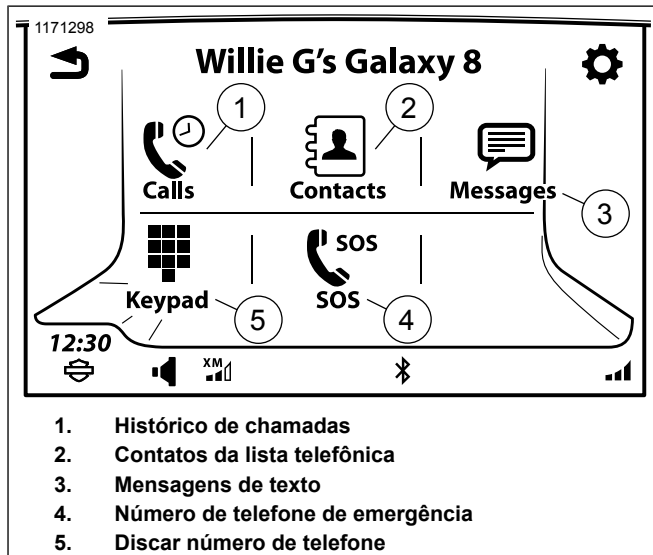 1171298
Willie G's Galaxy 8
1
2
Calls
Contacts
Messages
3
SOS
Keypad
5
SOS
4
12:30
XM
1. Histórico de chamadas
2. Contatos da lista telefônica
3. Mensagens de texto
4. Número de telefone de emergência
5. Discar número de telefone